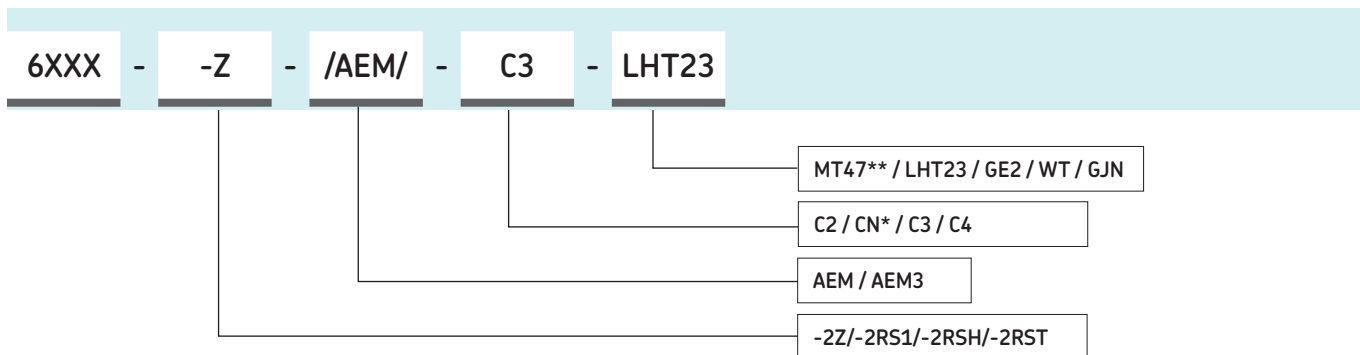 6XXX - -Z - /AEM/ - C3 - LHT23
MT47** / LHT23 / GE2 / WT / GJN
C2 / CN* / C3 / C4
AEM / AEM3
-2Z/-2RS1/-2RSH/-2RST